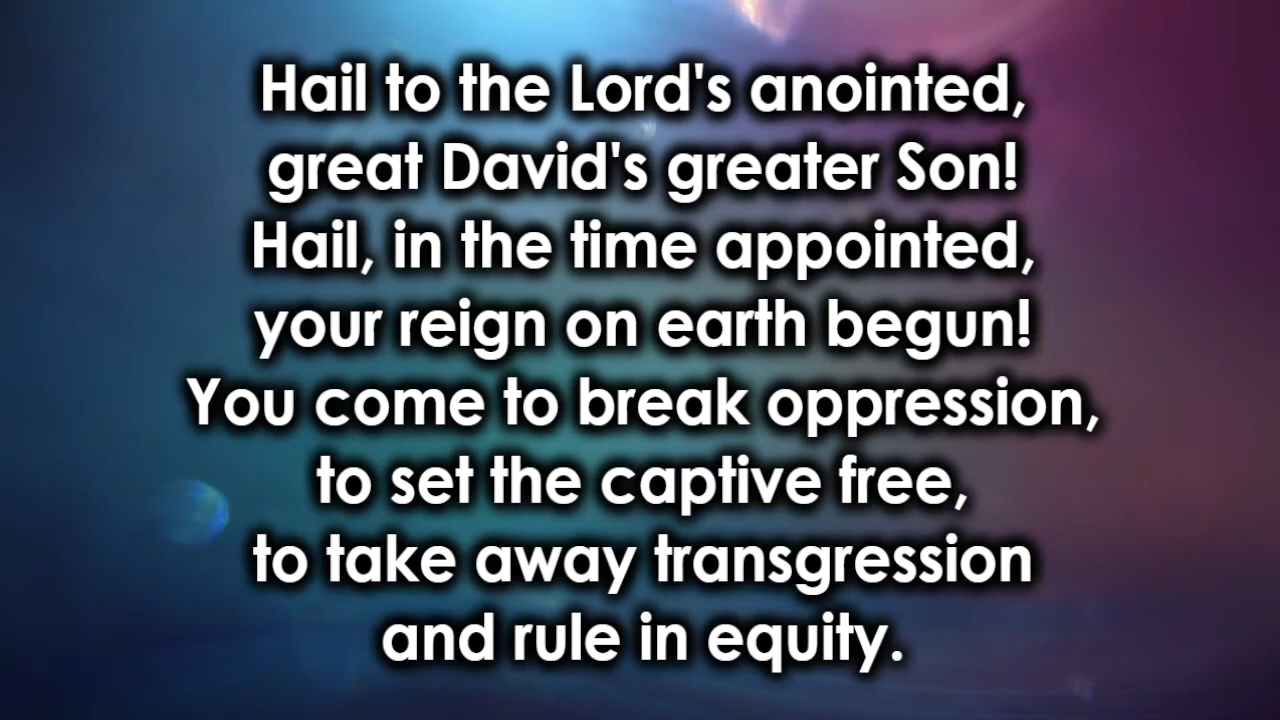 Hail to the Lord's anointed,
great David's greater Son!
Hail, in the time appointed,
your reign on earth begun!
You come to break oppression,
to set the captive free,
to take away transgression
and rule in equity.